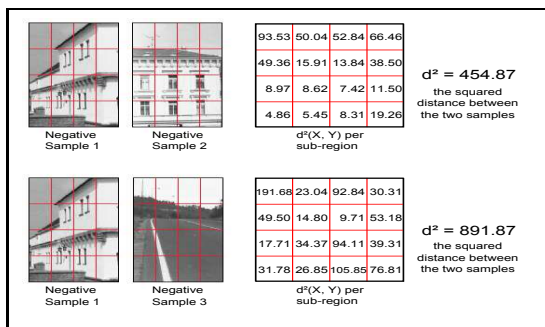 93.53 50.04 52.84 66.46
49.36 15.91 13.84 38.50
8.97 8.62 7.42 11.50
4.86 5.45 8.31 19.26
d² = 454.87
the squared
distance between
the two samples
Negative
Sample 1
Negative
Sample 2
d²(X, Y) per
sub-region
191.68 23.04 92.84 30.31
49.50 14.80 9.71 53.18
17.71 34.37 94.11 39.31
31.78 26.85 105.85 76.81
d² = 891.87
the squared
distance between
the two samples
Negative
Sample 1
Negative
Sample 3
d²(X, Y) per
sub-region